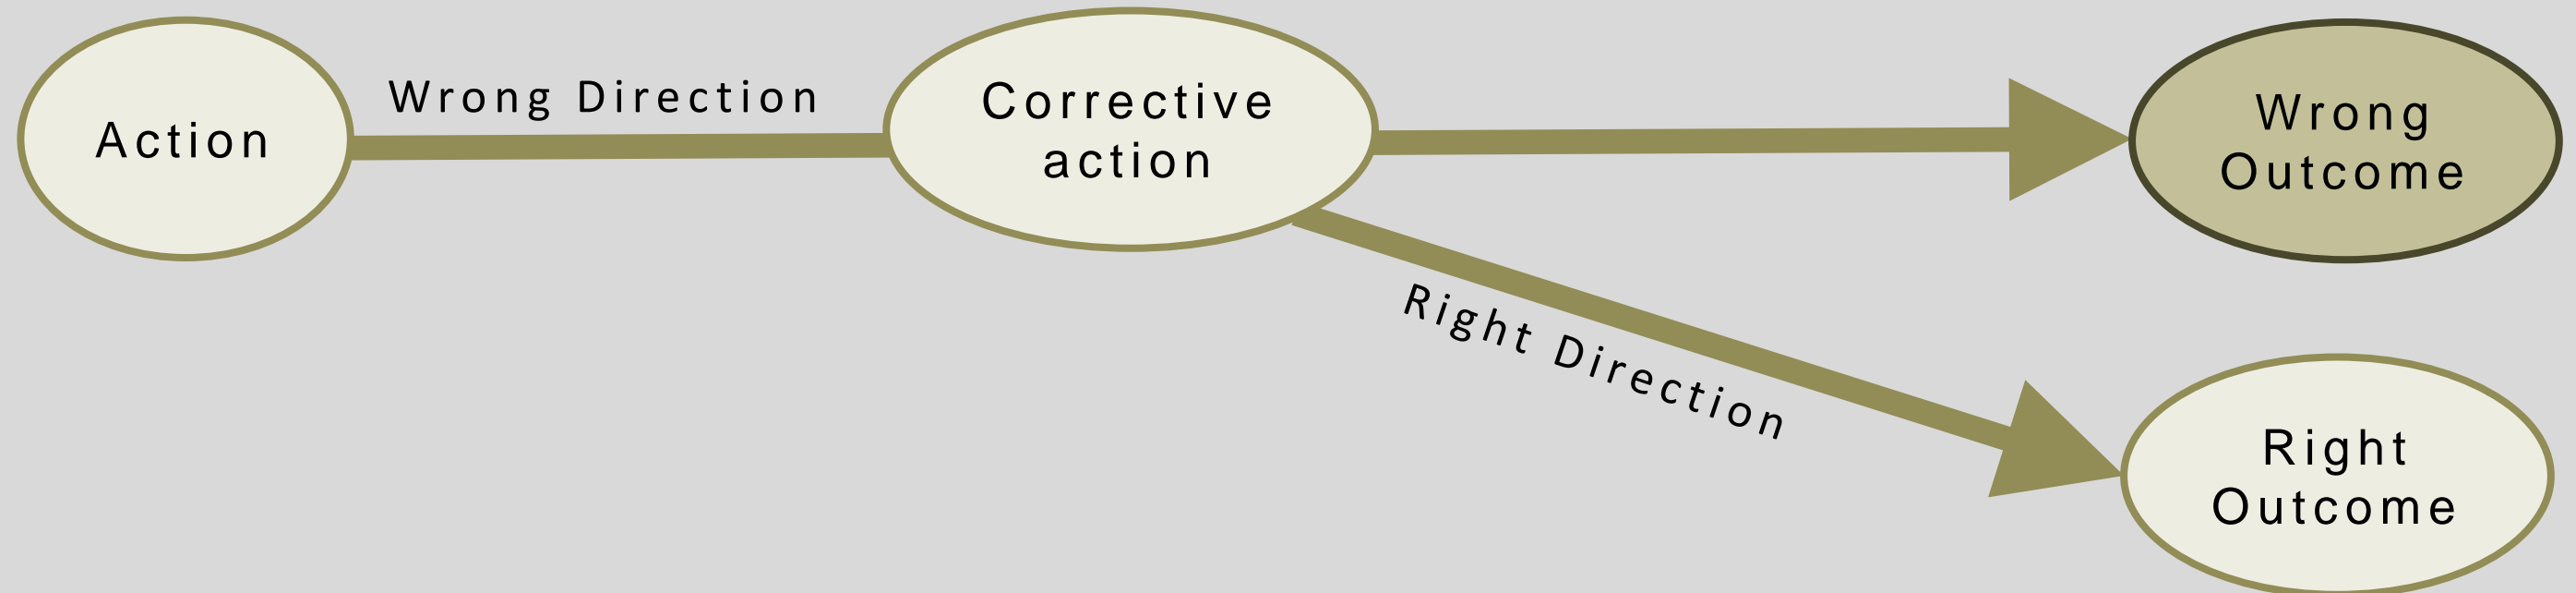 Action
Wrong Direction
Corrective
action
Wrong
Outcome
Right Direction
Right
Outcome